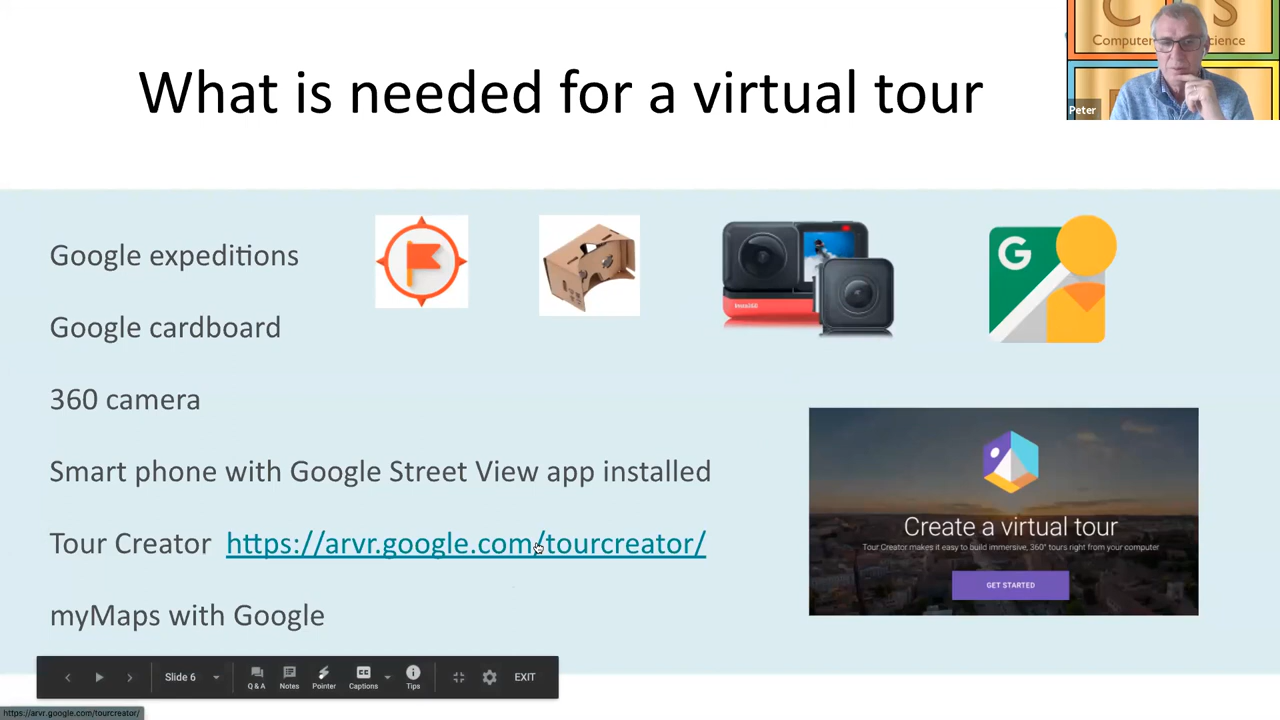 What is needed for a virtual tour
C S
Computer Science
Peter
Google expeditions
G
Insta360
Google cardboard
360 camera
Smart phone with Google Street View app installed
Create a virtual tour
Tour Creator makes it easy to build immersive, 360° tours right from your computer
GET STARTED
Tour Creator https://arvr.google.com/tourcreator/
myMaps with Google
Slide 6
Q & A
Notes
Pointer
Captions
Tips
EXIT
https://arvr.google.com/tourcreator/